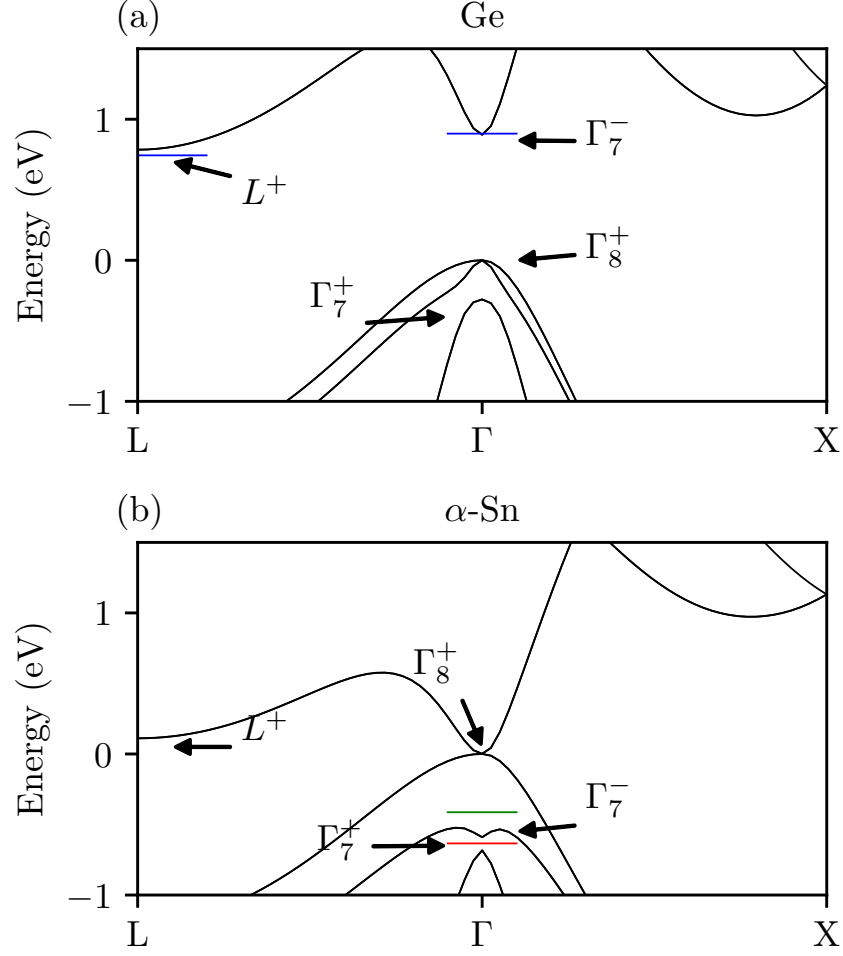 (a) Ge
Energy (eV)
1
0
−1
L Γ X
Γ₇⁻
L⁺
Γ₈⁺
Γ₇⁺
(b) α-Sn
Energy (eV)
1
0
−1
L Γ X
Γ₈⁺
L⁺
Γ₇⁻
Γ₇⁺